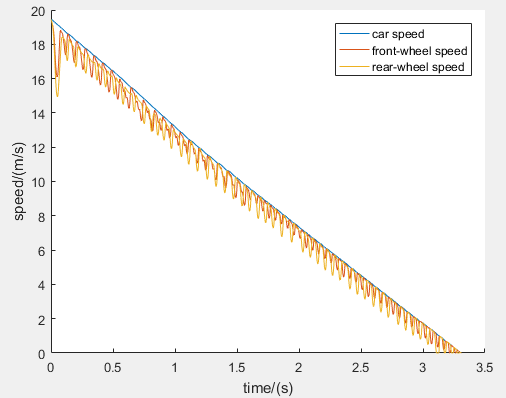 20
18
16
14
12
10
8
6
4
2
0
speed/(m/s)
car speed
front-wheel speed
rear-wheel speed
0 0.5 1 1.5 2 2.5 3 3.5
time/(s)